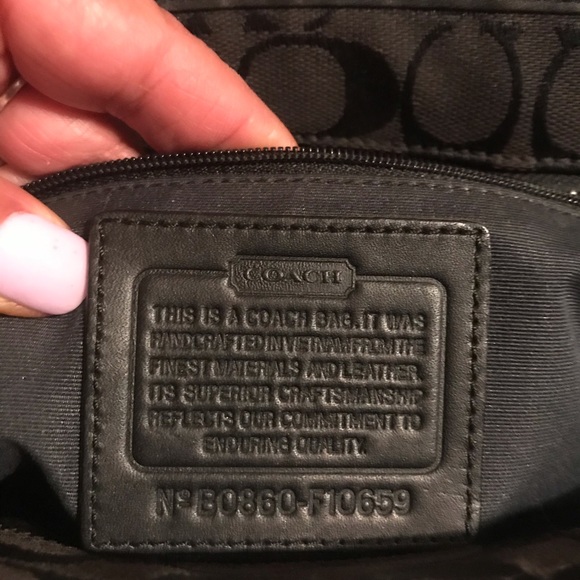 COACH
THIS IS A COACH BAG. IT WAS
HANDCRAFTED IN VIETNAM FROM THE
FINEST MATERIALS AND LEATHER.
ITS SUPERIOR CRAFTSMANSHIP
REFLECTS OUR COMMITMENT TO
ENDURING QUALITY.
Nº B0860-F10659